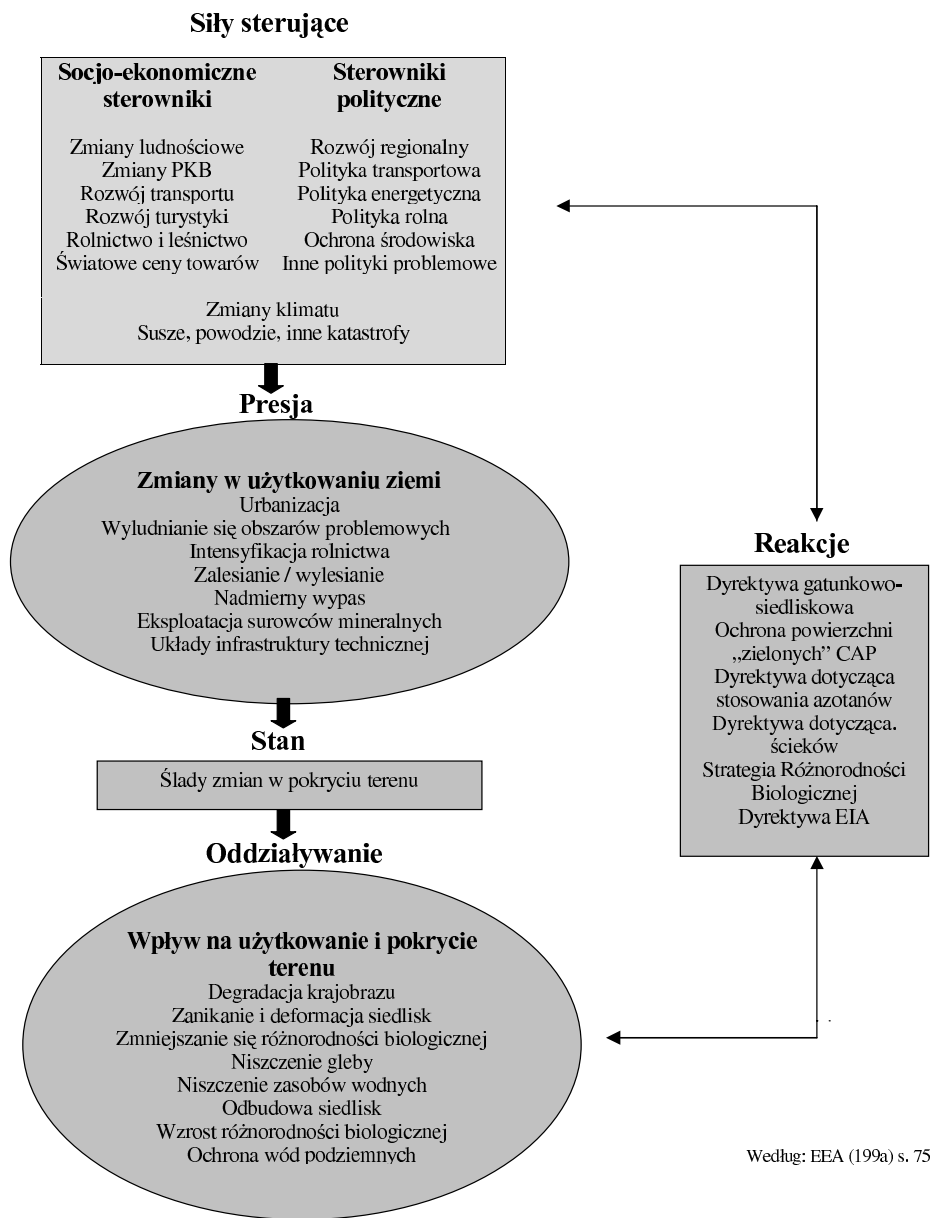 Siły sterujące
Socjo-ekonomiczne
sterowniki
Zmiany ludnościowe
Zmiany PKB
Rozwój transportu
Rozwój turystyki
Rolnictwo i leśnictwo
Światowe ceny towarów
Sterowniki
polityczne
Rozwój regionalny
Polityka transportowa
Polityka energetyczna
Polityka rolna
Ochrona środowiska
Inne polityki problemowe
Zmiany klimatu
Susze, powodzie, inne katastrofy
Presja
Zmiany w użytkowaniu ziemi
Urbanizacja
Wyludnianie się obszarów problemowych
Intensyfikacja rolnictwa
Zalesianie / wylesianie
Nadmierny wypas
Eksploatacja surowców mineralnych
Układy infrastruktury technicznej
Stan
Ślady zmian w pokryciu terenu
Oddziaływanie
Wpływ na użytkowanie i pokrycie
terenu
Degradacja krajobrazu
Zanikanie i deformacja siedlisk
Zmniejszanie się różnorodności biologicznej
Niszczenie gleby
Niszczenie zasobów wodnych
Odbudowa siedlisk
Wzrost różnorodności biologicznej
Ochrona wód podziemnych
Reakcje
Dyrektywa gatunkowo-
siedliskowa
Ochrona powierzchni
„zielonych” CAP
Dyrektywa dotycząca
stosowania azotanów
Dyrektywa dotycząca.
ścieków
Strategia Różnorodności
Biologicznej
Dyrektywa EIA
Według: EEA (199a) s. 75